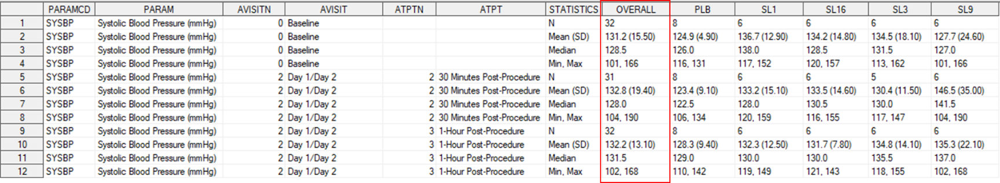 PARAMCD PARAM AVISITN AVISIT ATPTN ATPT STATISTICS OVERALL PLB SL1 SL16 SL3 SL9
1 SYSBP Systolic Blood Pressure (mmHg) 0 Baseline N 32 8 6 6 6 6
2 SYSBP Systolic Blood Pressure (mmHg) 0 Baseline Mean (SD) 131.2 (15.50) 124.9 (4.90) 136.7 (12.90) 134.2 (14.80) 134.5 (18.10) 127.7 (24.60)
3 SYSBP Systolic Blood Pressure (mmHg) 0 Baseline Median 128.5 126.0 138.0 128.5 131.5 127.0
4 SYSBP Systolic Blood Pressure (mmHg) 0 Baseline Min, Max 101, 166 116, 131 117, 152 120, 157 113, 162 101, 166
5 SYSBP Systolic Blood Pressure (mmHg) 2 Day 1/Day 2 2 30 Minutes Post-Procedure N 31 8 6 6 5 6
6 SYSBP Systolic Blood Pressure (mmHg) 2 Day 1/Day 2 2 30 Minutes Post-Procedure Mean (SD) 132.8 (19.40) 123.4 (9.10) 133.2 (15.10) 133.5 (14.60) 130.4 (11.50) 146.5 (35.00)
7 SYSBP Systolic Blood Pressure (mmHg) 2 Day 1/Day 2 2 30 Minutes Post-Procedure Median 128.0 122.5 128.0 130.5 130.0 141.5
8 SYSBP Systolic Blood Pressure (mmHg) 2 Day 1/Day 2 2 30 Minutes Post-Procedure Min, Max 104, 190 106, 134 120, 159 116, 155 117, 147 104, 190
9 SYSBP Systolic Blood Pressure (mmHg) 2 Day 1/Day 2 3 1-Hour Post-Procedure N 32 8 6 6 6 6
10 SYSBP Systolic Blood Pressure (mmHg) 2 Day 1/Day 2 3 1-Hour Post-Procedure Mean (SD) 132.2 (13.10) 128.3 (9.40) 132.3 (12.50) 131.7 (7.80) 134.8 (14.10) 135.3 (22.10)
11 SYSBP Systolic Blood Pressure (mmHg) 2 Day 1/Day 2 3 1-Hour Post-Procedure Median 131.5 129.0 130.0 130.0 135.5 137.0
12 SYSBP Systolic Blood Pressure (mmHg) 2 Day 1/Day 2 3 1-Hour Post-Procedure Min, Max 102, 168 110, 142 119, 149 121, 143 118, 155 102, 168